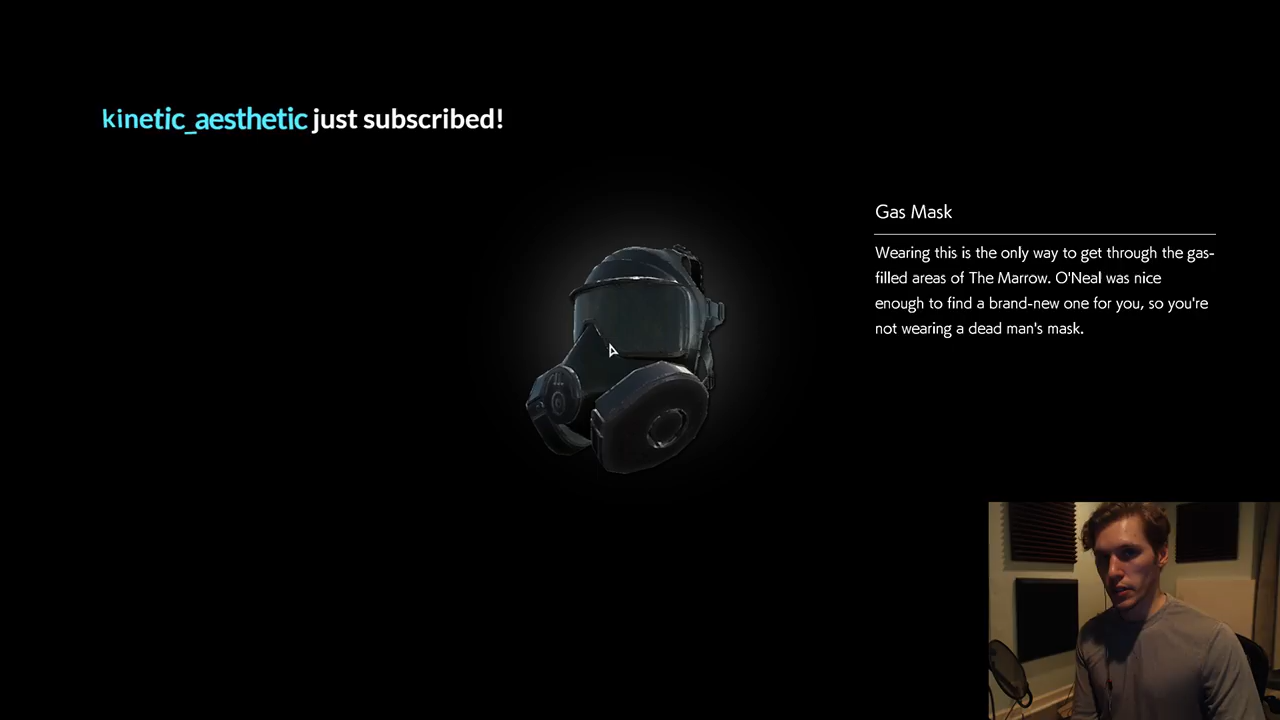 kinetic_aesthetic just subscribed!
Gas Mask
Wearing this is the only way to get through the gas-
filled areas of The Marrow. O'Neal was nice
enough to find a brand-new one for you, so you're
not wearing a dead man's mask.